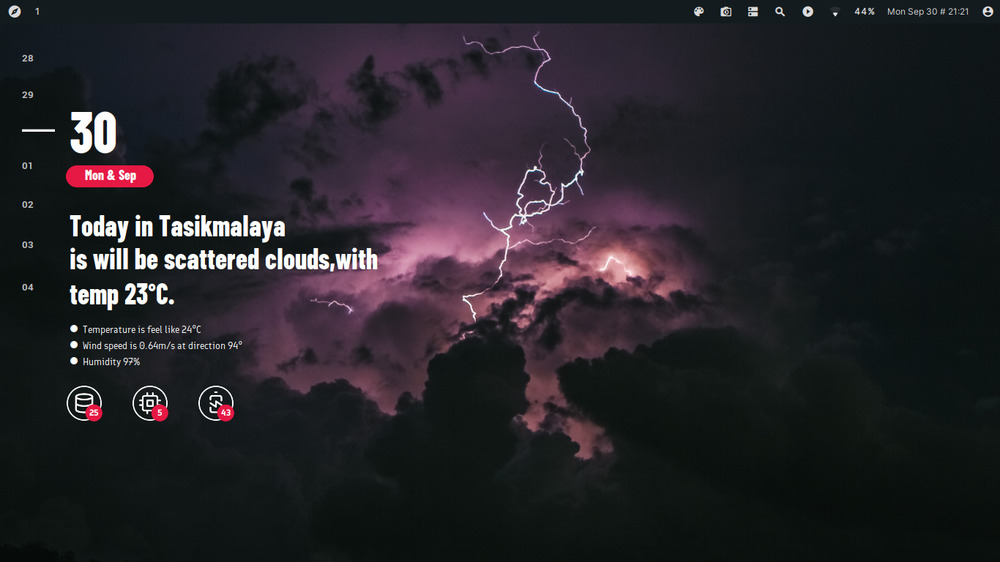 1
44%
Mon Sep 30 # 21:21
28
29
30
01
Mon & Sep
02
03
04
Today in Tasikmalaya
is will be scattered clouds,with
temp 23°C.
Temperature is feel like 24°C
Wind speed is 0.64m/s at direction 94°
Humidity 97%
25
5
43